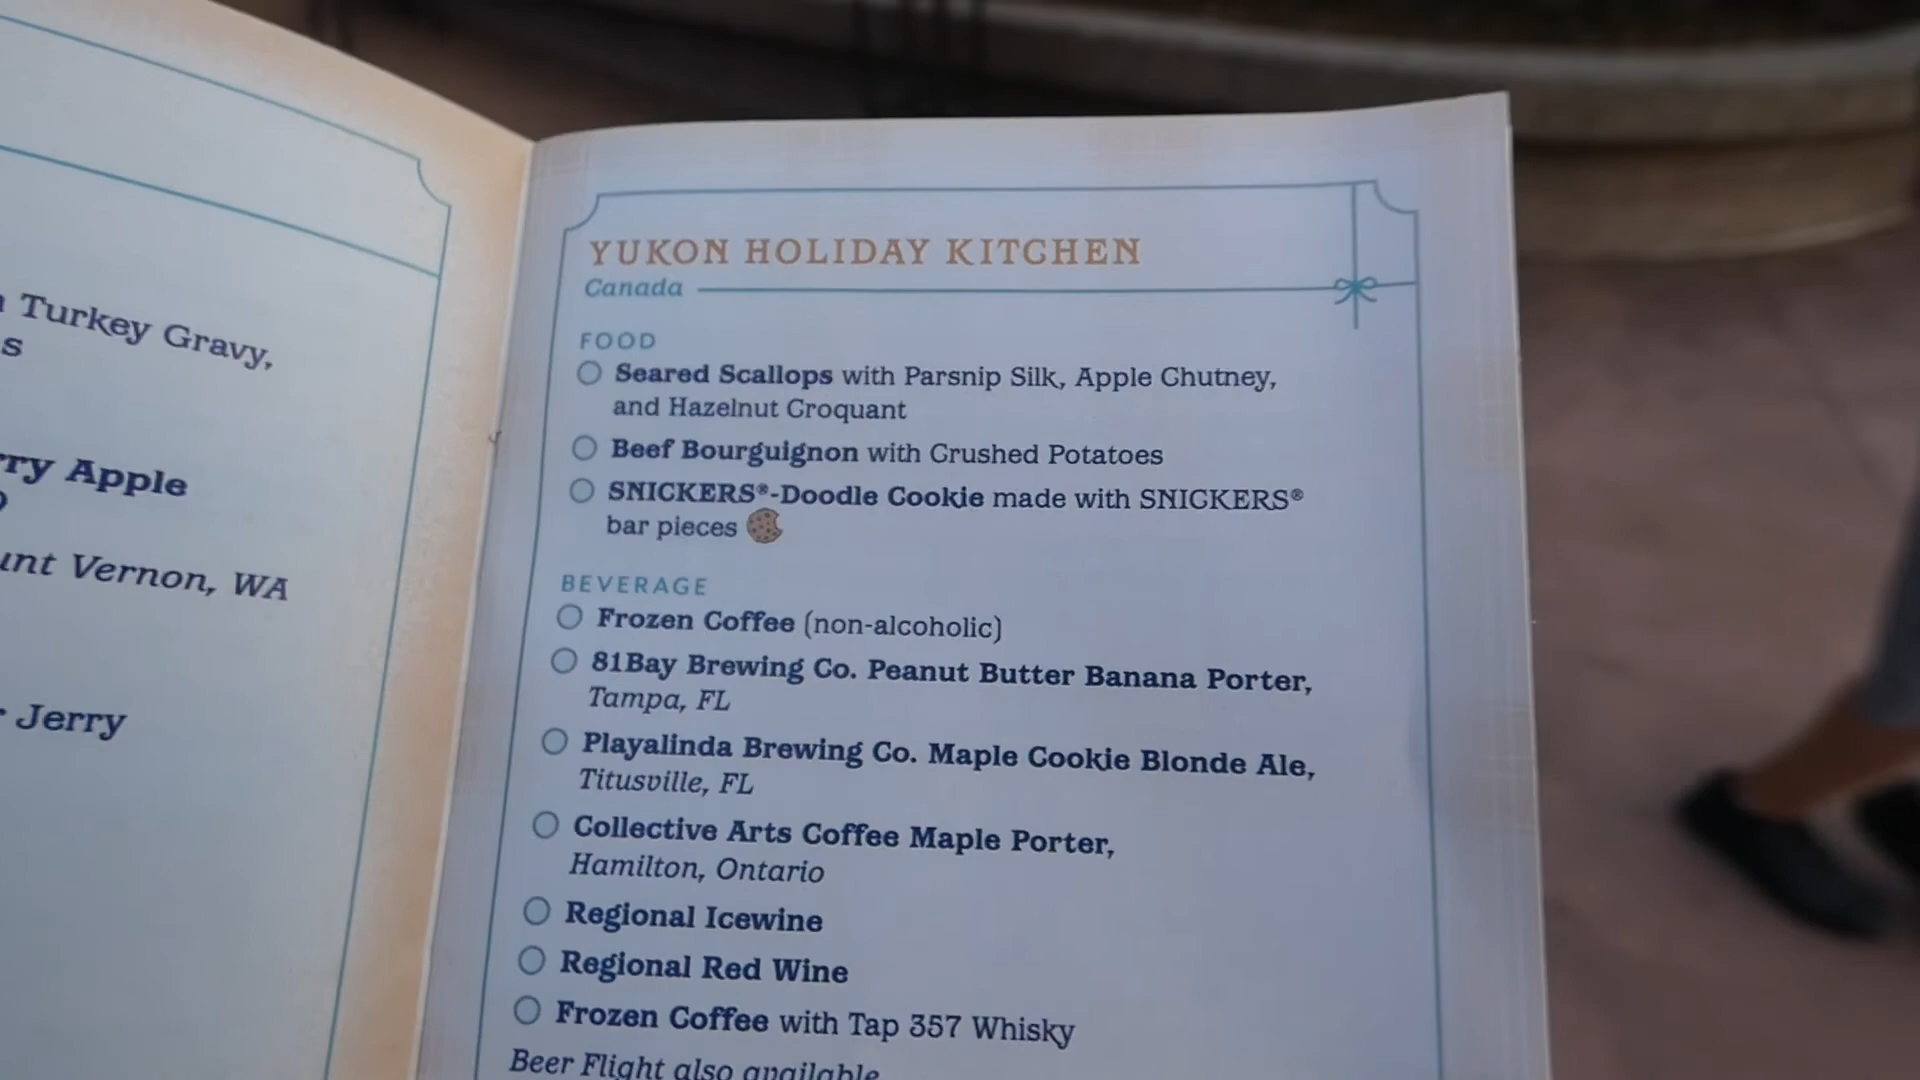 Turkey Gravy,
s
Apple
Vernon, WA
Jerry
YUKON HOLIDAY KITCHEN
Canada
FOOD
Seared Scallops with Parsnip Silk, Apple Chutney,
and Hazelnut Croquant
Beef Bourguignon with Crushed Potatoes
SNICKERS®-Doodle Cookie made with SNICKERS®
bar pieces
BEVERAGE
Frozen Coffee (non-alcoholic)
81Bay Brewing Co. Peanut Butter Banana Porter,
Tampa, FL
Playalinda Brewing Co. Maple Cookie Blonde Ale,
Titusville, FL
Collective Arts Coffee Maple Porter,
Hamilton, Ontario
Regional Icewine
Regional Red Wine
Frozen Coffee with Tap 357 Whisky
Beer Flight also available